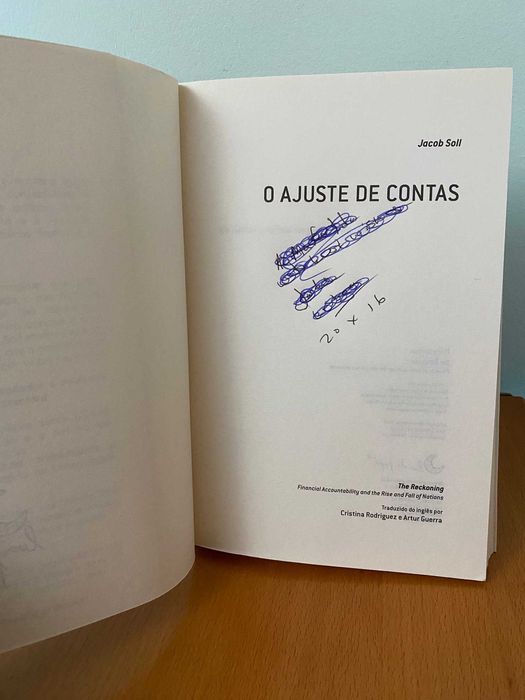 Jacob Soll
O AJUSTE DE CONTAS
20 x 16
The Reckoning
Financial Accountability and the Rise and Fall of Nations
Traduzido do inglês por
Cristina Rodriguez e Artur Guerra